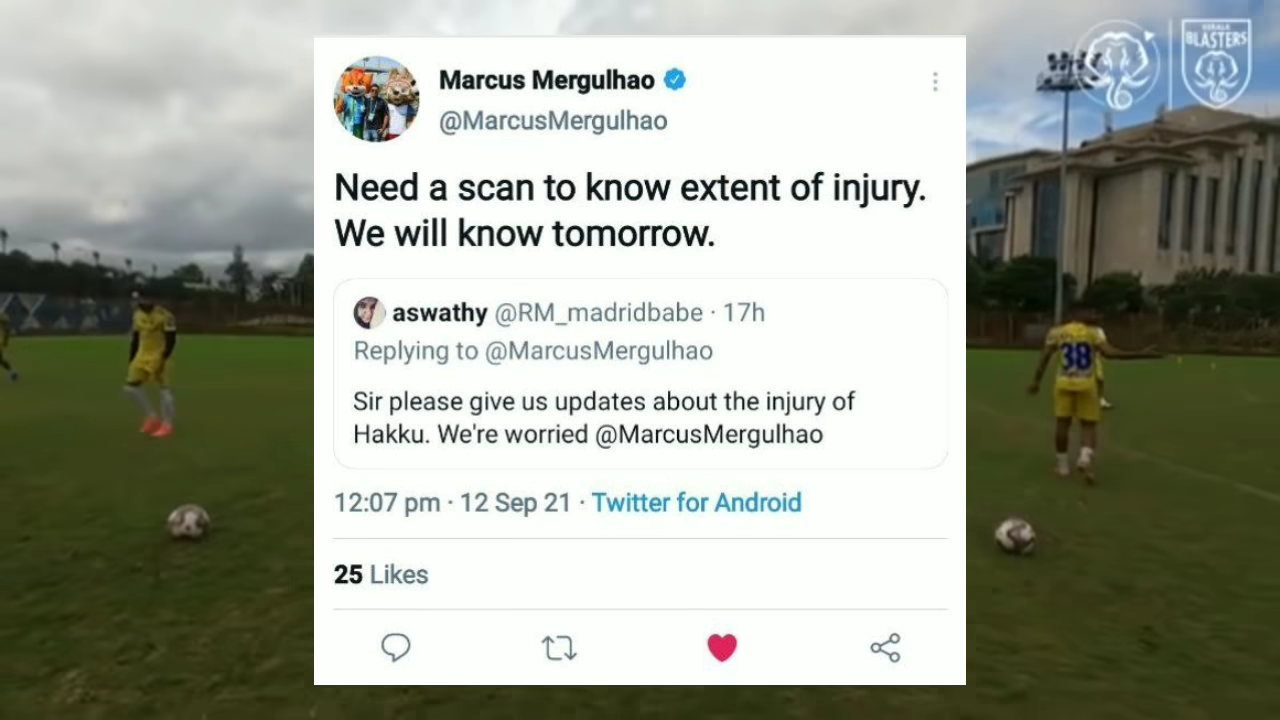 KERALA
BLASTERS
Marcus Mergulhao
@MarcusMergulhao
Need a scan to know extent of injury.
We will know tomorrow.
aswathy @RM_madridbabe · 17h
Replying to @MarcusMergulhao
Sir please give us updates about the injury of
Hakku. We're worried @MarcusMergulhao
12:07 pm · 12 Sep 21 · Twitter for Android
25 Likes
38